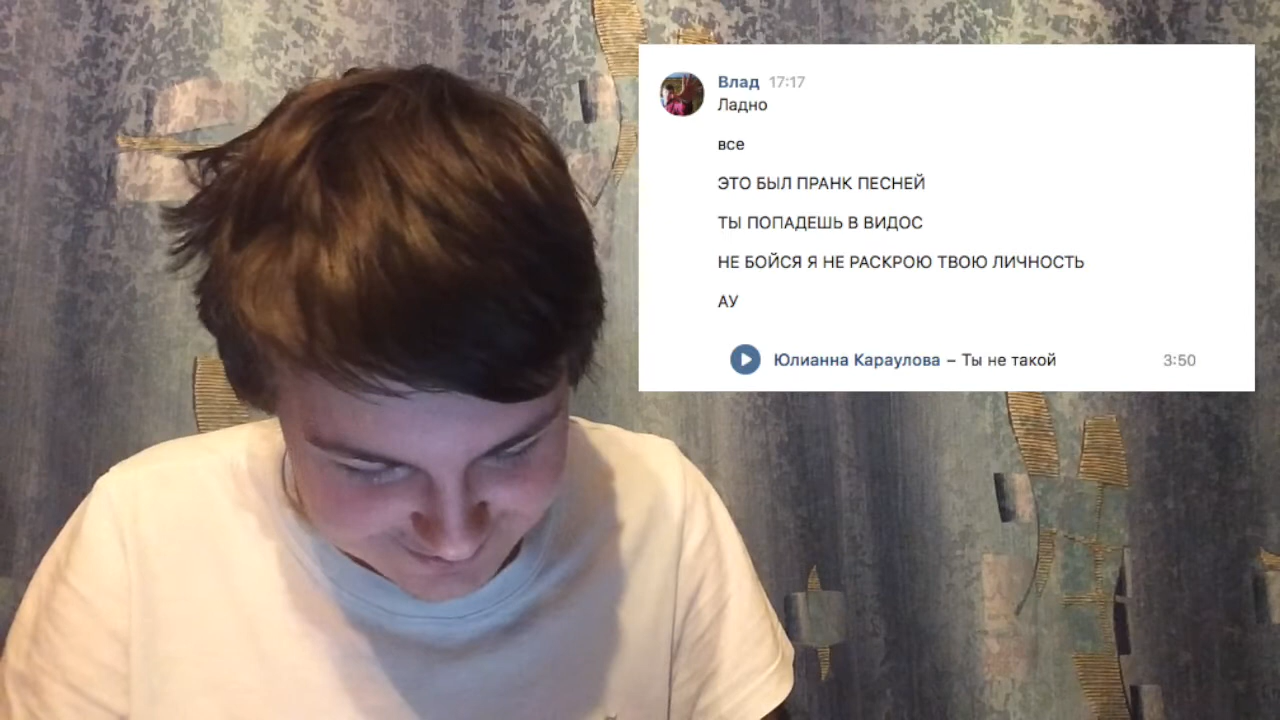 Влад 17:17
Ладно
все
ЭТО БЫЛ ПРАНК ПЕСНЕЙ
ТЫ ПОПАДЕШЬ В ВИДОС
НЕ БОЙСЯ Я НЕ РАСКРОЮ ТВОЮ ЛИЧНОСТЬ
АУ
Юлианна Караулова – Ты не такой 3:50